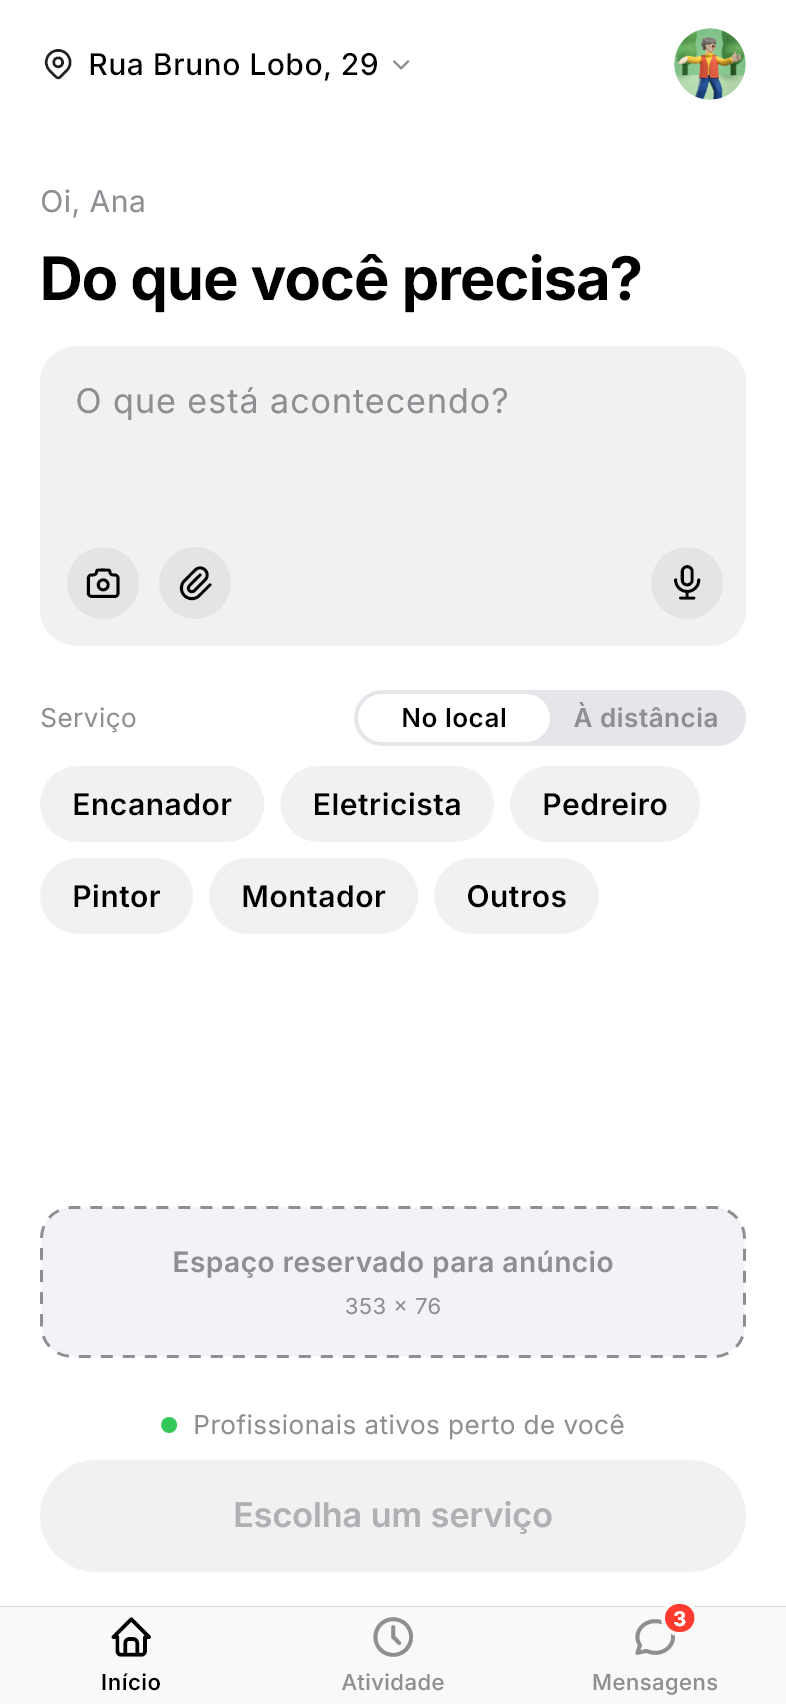 Rua Bruno Lobo, 29
Oi, Ana
Do que você precisa?
O que está acontecendo?
Serviço
No local
À distância
Encanador
Eletricista
Pedreiro
Pintor
Montador
Outros
Espaço reservado para anúncio
353 × 76
Profissionais ativos perto de você
Escolha um serviço
3
Início
Atividade
Mensagens